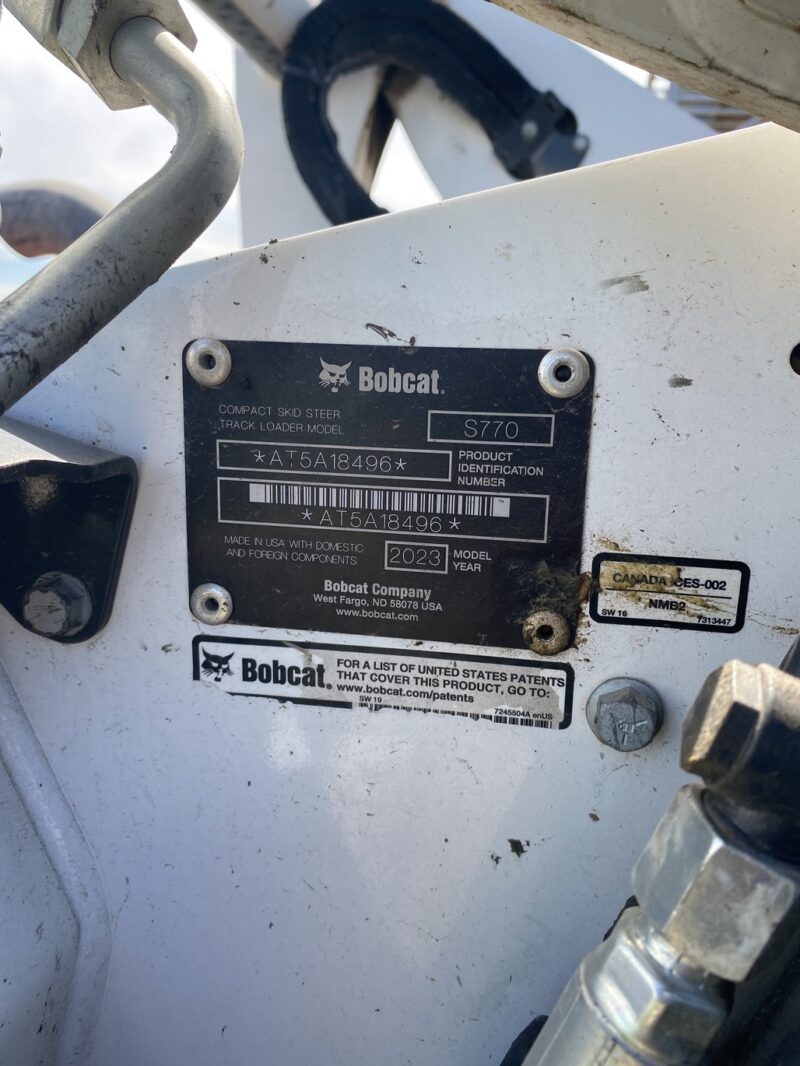 Bobcat.
COMPACT SKID STEER
TRACK LOADER MODEL
S770
*AT5A18496*
PRODUCT
IDENTIFICATION
NUMBER
*AT5A18496*
MADE IN USA WITH DOMESTIC
AND FOREIGN COMPONENTS
2023
MODEL
YEAR
Bobcat Company
West Fargo, ND 58078 USA
www.bobcat.com
CANADA ICES-002
NMB2
SW 16
7313447
Bobcat.
FOR A LIST OF UNITED STATES PATENTS
THAT COVER THIS PRODUCT, GO TO:
www.bobcat.com/patents
SW 19
7245504A enUS